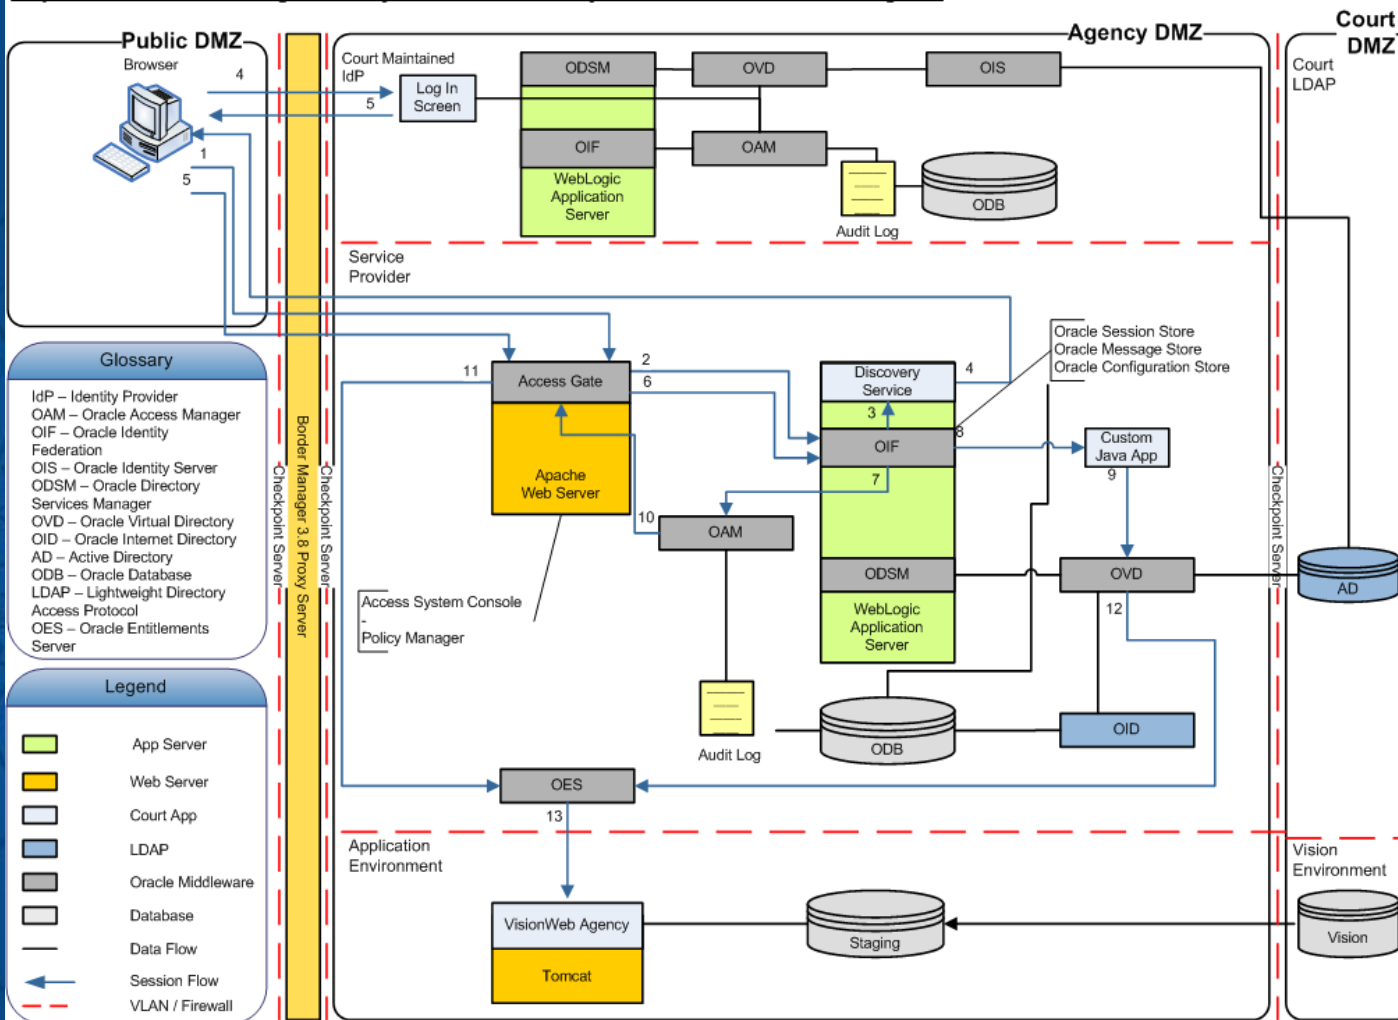 Public DMZ
Browser
4
5
1
5
Agency DMZ
Court
DMZ
Court Maintained
IdP
Log In
Screen
ODSM
OVD
OIS
OIF
OAM
WebLogic
Application
Server
Audit Log
ODB
Court
LDAP
Service
Provider
Oracle Session Store
Oracle Message Store
Oracle Configuration Store
11
Access Gate
2
6
Apache
Web Server
Discovery
Service
4
3
OIF
8
7
Custom
Java App
9
10
OAM
ODSM
OVD
12
WebLogic
Application
Server
AD
Access System Console
-
Policy Manager
Audit Log
ODB
OID
OES
13
Application
Environment
VisionWeb Agency
Tomcat
Staging
Vision
Environment
Vision
Checkpoint Server
Border Manager 3.8 Proxy Server
Checkpoint Server
Checkpoint Server
Glossary
IdP – Identity Provider
OAM – Oracle Access Manager
OIF – Oracle Identity
Federation
OIS – Oracle Identity Server
ODSM – Oracle Directory
Services Manager
OVD – Oracle Virtual Directory
OID – Oracle Internet Directory
AD – Active Directory
ODB – Oracle Database
LDAP – Lightweight Directory
Access Protocol
OES – Oracle Entitlements
Server
Legend
App Server
Web Server
Court App
LDAP
Oracle Middleware
Database
Data Flow
Session Flow
VLAN / Firewall